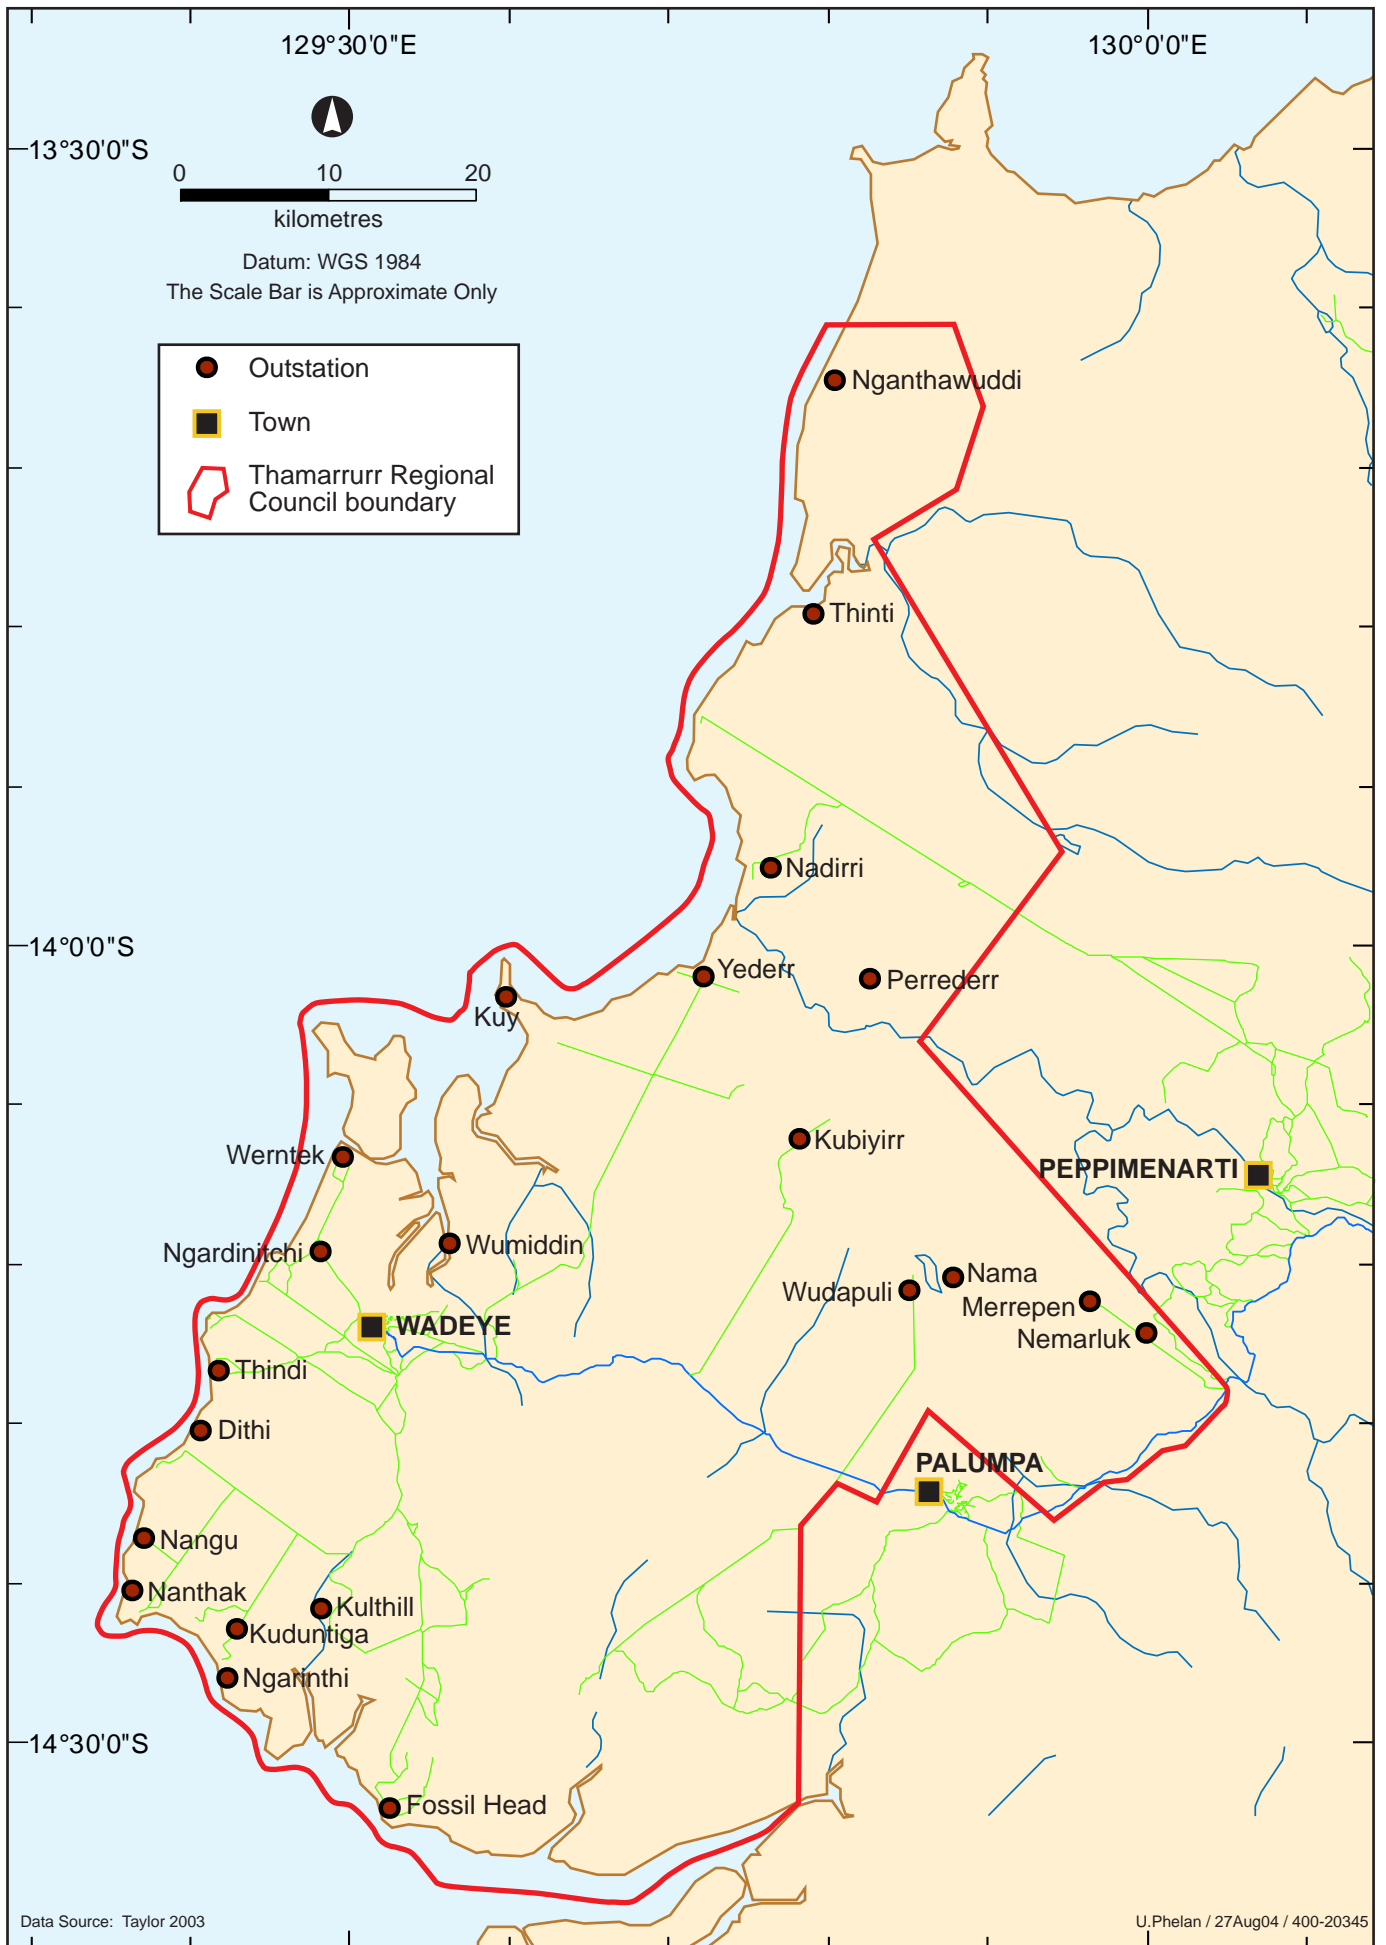 129°30'0"E
130°0'0"E
13°30'0"S
0 10 20
kilometres
Datum: WGS 1984
The Scale Bar is Approximate Only
Outstation
Town
Thamarrurr Regional
Council boundary
Nganthawuddi
Thinti
Nadirri
14°0'0"S
Yederr
Perrederr
Kuy
Kubiyirr
Werntek
PEPPIMENARTI
Wumiddin
Ngardinitchi
Nama
Wudapuli
Merrepen
Nemarluk
WADEYE
Thindi
Dithi
PALUMPA
Nangu
Nanthak
Kulthill
Kuduntiga
Ngarinthi
14°30'0"S
Fossil Head
Data Source: Taylor 2003
U.Phelan / 27Aug04 / 400-20345